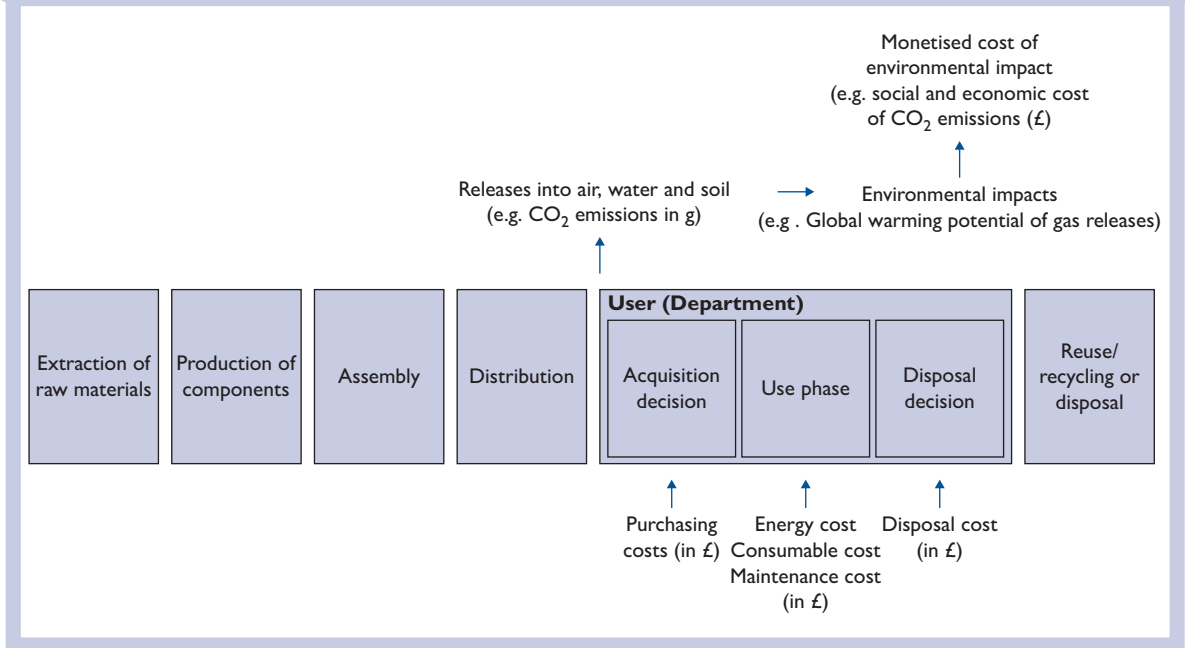 Monetised cost of
environmental impact
(e.g. social and economic cost
of CO₂ emissions (£)
Releases into air, water and soil
(e.g. CO₂ emissions in g)
Environmental impacts
(e.g . Global warming potential of gas releases)
Extraction of
raw materials
Production of
components
Assembly
Distribution
User (Department)
Acquisition
decision
Use phase
Disposal
decision
Reuse/
recycling or
disposal
Purchasing
costs (in £)
Energy cost
Consumable cost
Maintenance cost
(in £)
Disposal cost
(in £)